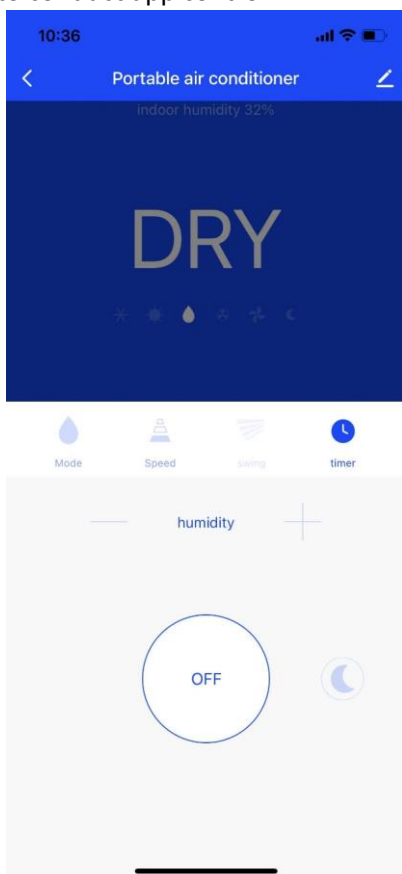 10:36
Portable air conditioner
indoor humidity 32%
DRY
Mode Speed swing timer
humidity
OFF